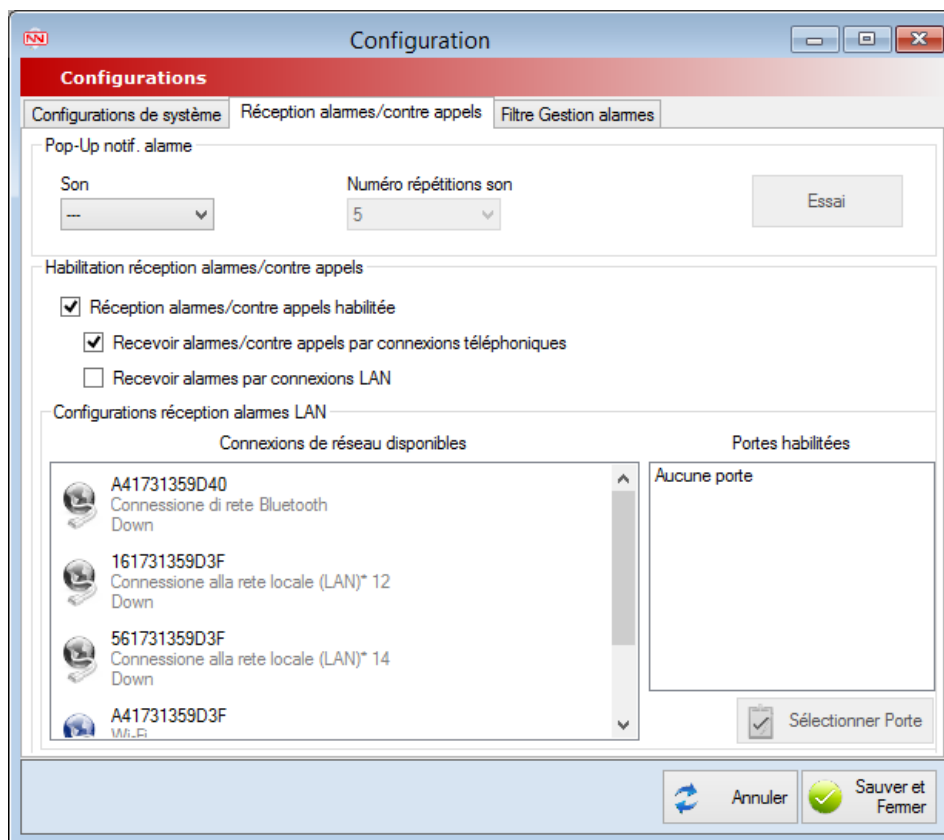 Configuration
Configurations
Configurations de système
Réception alarmes/contre appels
Filtre Gestion alarmes
Pop-Up notif. alarme
Son
Numéro répétitions son
---
5
Essai
Habilitation réception alarmes/contre appels
Réception alarmes/contre appels habilitée
Recevoir alarmes/contre appels par connexions téléphoniques
Recevoir alarmes par connexions LAN
Configurations réception alarmes LAN
Connexions de réseau disponibles
Portes habilitées
A41731359D40
Connessione di rete Bluetooth
Down
161731359D3F
Connessione alla rete locale (LAN)* 12
Down
561731359D3F
Connessione alla rete locale (LAN)* 14
Down
A41731359D3F
Wi-Fi
Aucune porte
Sélectionner Porte
Annuler
Sauver et
Fermer